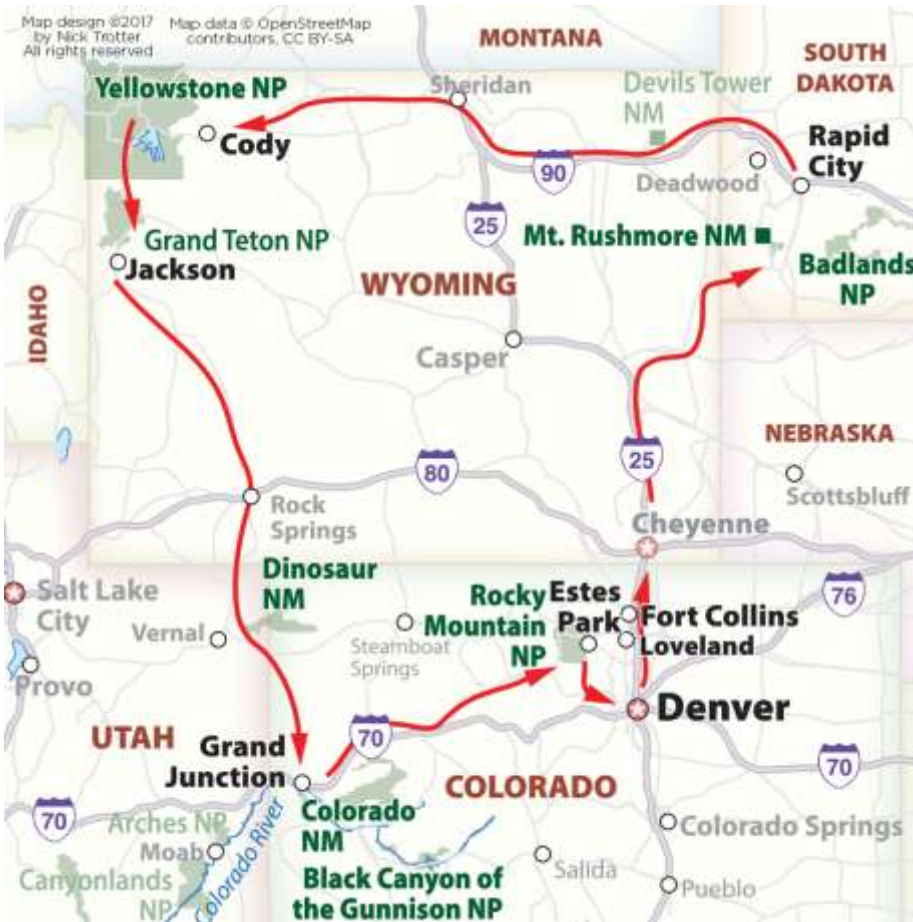 Map design ©2017
by Nick Trotter
All rights reserved
Map data © OpenStreetMap
contributors, CC BY-SA
MONTANA
SOUTH
DAKOTA
Yellowstone NP
Sheridan
Devils Tower
NM
Cody
Rapid
City
90
Deadwood
25
Grand Teton NP
Mt. Rushmore NM
Jackson
Badlands
NP
WYOMING
IDAHO
Casper
NEBRASKA
80
25
Scottsbluff
Rock
Springs
Cheyenne
Dinosaur
NM
Salt Lake
City
Rocky
Mountain
NP
Estes
Park
Fort Collins
Loveland
76
Vernal
Steamboat
Springs
Provo
Denver
UTAH
Grand
Junction
70
70
COLORADO
70
Arches NP
Moab
Colorado River
Colorado
NM
Colorado Springs
Canyonlands
NP
Black Canyon of
the Gunnison NP
Salida
Pueblo